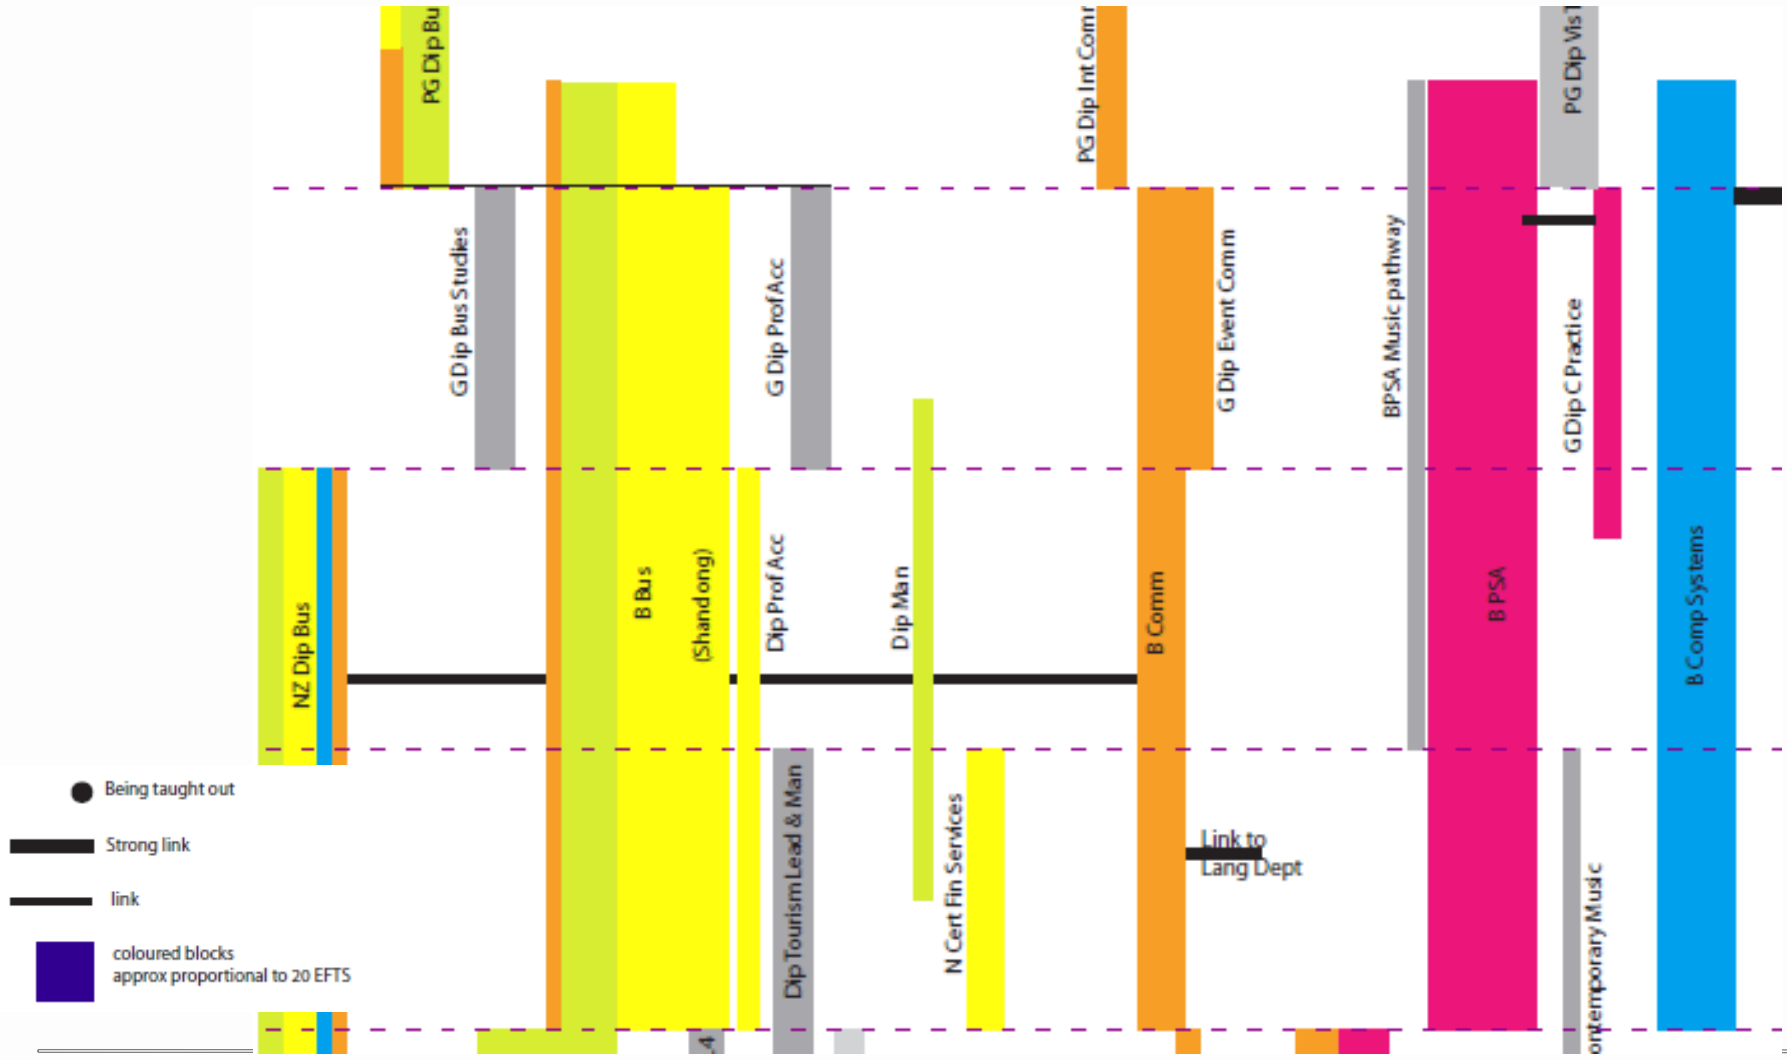 PG Dip Bu
PG Dip Int Comr
PG Dip Vis T
G Dip Bus Studies
G Dip Prof Acc
G Dip Event Comm
BPSA Music pathway
G Dip C Practice
NZ Dip Bus
B Bus
(Shandong)
Dip Prof Acc
Dip Man
B Comm
B PSA
B Comp Systems
Being taught out
Strong link
link
coloured blocks
approx proportional to 20 EFTS
Dip Tourism Lead & Man
N Cert Fin Services
Link to
Lang Dept
ontemporary Music
.4